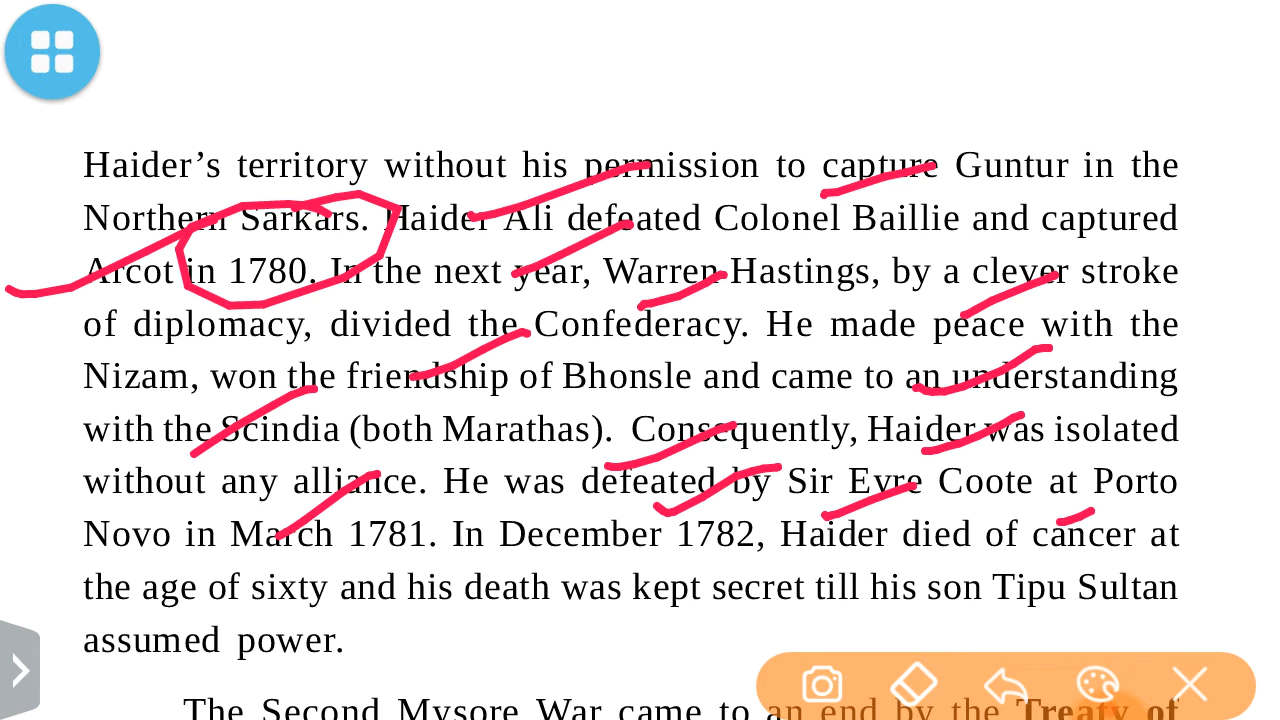 Haider’s territory without his permission to capture Guntur in the
Northern Sarkars. Haider Ali defeated Colonel Baillie and captured
Arcot in 1780. In the next year, Warren Hastings, by a clever stroke
of diplomacy, divided the Confederacy. He made peace with the
Nizam, won the friendship of Bhonsle and came to an understanding
with the Scindia (both Marathas). Consequently, Haider was isolated
without any alliance. He was defeated by Sir Eyre Coote at Porto
Novo in March 1781. In December 1782, Haider died of cancer at
the age of sixty and his death was kept secret till his son Tipu Sultan
assumed power.
The Second Mysore War came to an end by the Treaty of